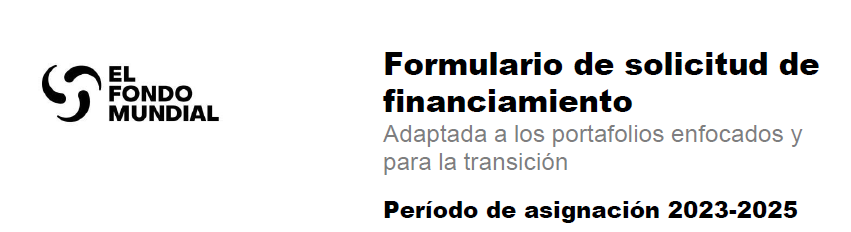 EL
FONDO
MUNDIAL
Formulario de solicitud de
financiamiento
Adaptada a los portafolios enfocados y
para la transición
Período de asignación 2023-2025